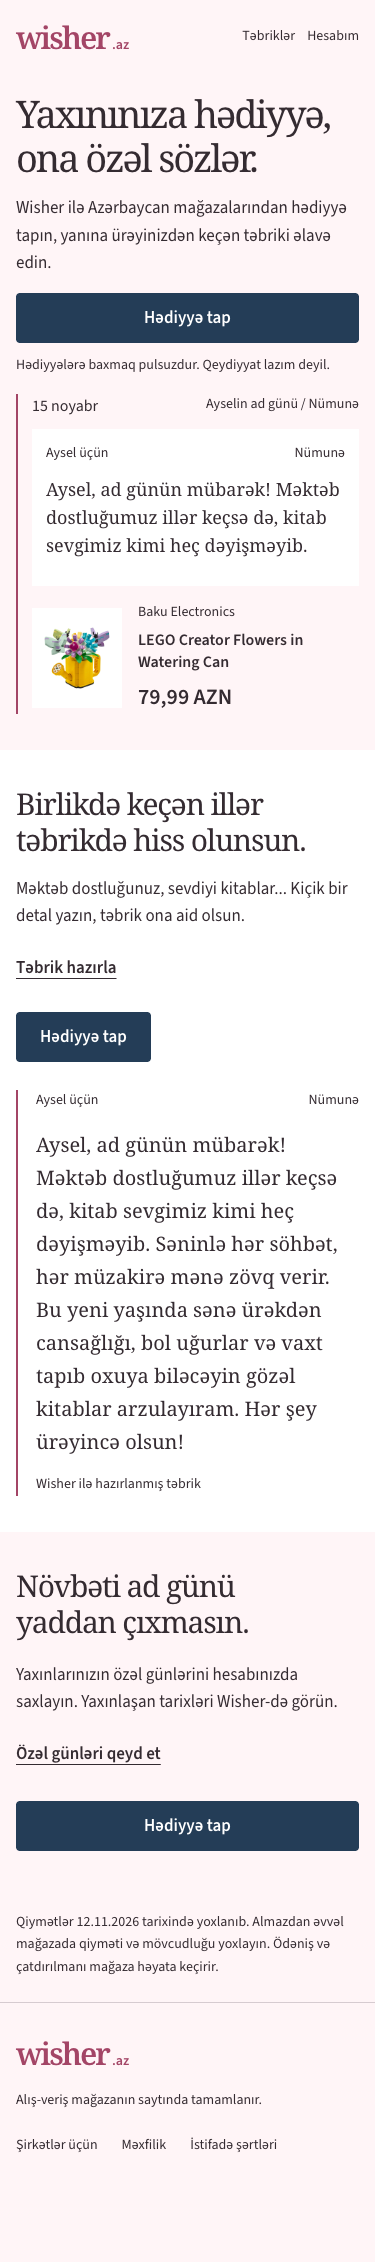 wisher.az
Təbriklər Hesabım
Yaxınınıza hədiyyə,
ona özəl sözlər.
Wisher ilə Azərbaycan mağazalarından hədiyyə
tapın, yanına ürəyinizdən keçən təbriki əlavə
edin.
Hədiyyə tap
Hədiyyələrə baxmaq pulsuzdur. Qeydiyyat lazım deyil.
15 noyabr
Ayselin ad günü / Nümunə
Aysel üçün
Nümunə
Aysel, ad günün mübarək! Məktəb
dostluğumuz illər keçsə də, kitab
sevgimiz kimi heç dəyişməyib.
Baku Electronics
LEGO Creator Flowers in
Watering Can
79,99 AZN
Birlikdə keçən illər
təbrikdə hiss olunsun.
Məktəb dostluğunuz, sevdiyi kitablar... Kiçik bir
detal yazın, təbrik ona aid olsun.
Təbrik hazırla
Hədiyyə tap
Aysel üçün
Nümunə
Aysel, ad günün mübarək!
Məktəb dostluğumuz illər keçsə
də, kitab sevgimiz kimi heç
dəyişməyib. Səninlə hər söhbət,
hər müzakirə mənə zövq verir.
Bu yeni yaşında sənə ürəkdən
cansağlığı, bol uğurlar və vaxt
tapıb oxuya biləcəyin gözəl
kitablar arzulayıram. Hər şey
ürəyincə olsun!
Wisher ilə hazırlanmış təbrik
Növbəti ad günü
yaddan çıxmasın.
Yaxınlarınızın özəl günlərini hesabınızda
saxlayın. Yaxınlaşan tarixləri Wisher-də görün.
Özəl günləri qeyd et
Hədiyyə tap
Qiymətlər 12.11.2026 tarixində yoxlanıb. Almazdan əvvəl
mağazada qiyməti və mövcudluğu yoxlayın. Ödəniş və
çatdırılmanı mağaza həyata keçirir.
wisher.az
Alış-veriş mağazanın saytında tamamlanır.
Şirkətlər üçün Məxfilik İstifadə şərtləri